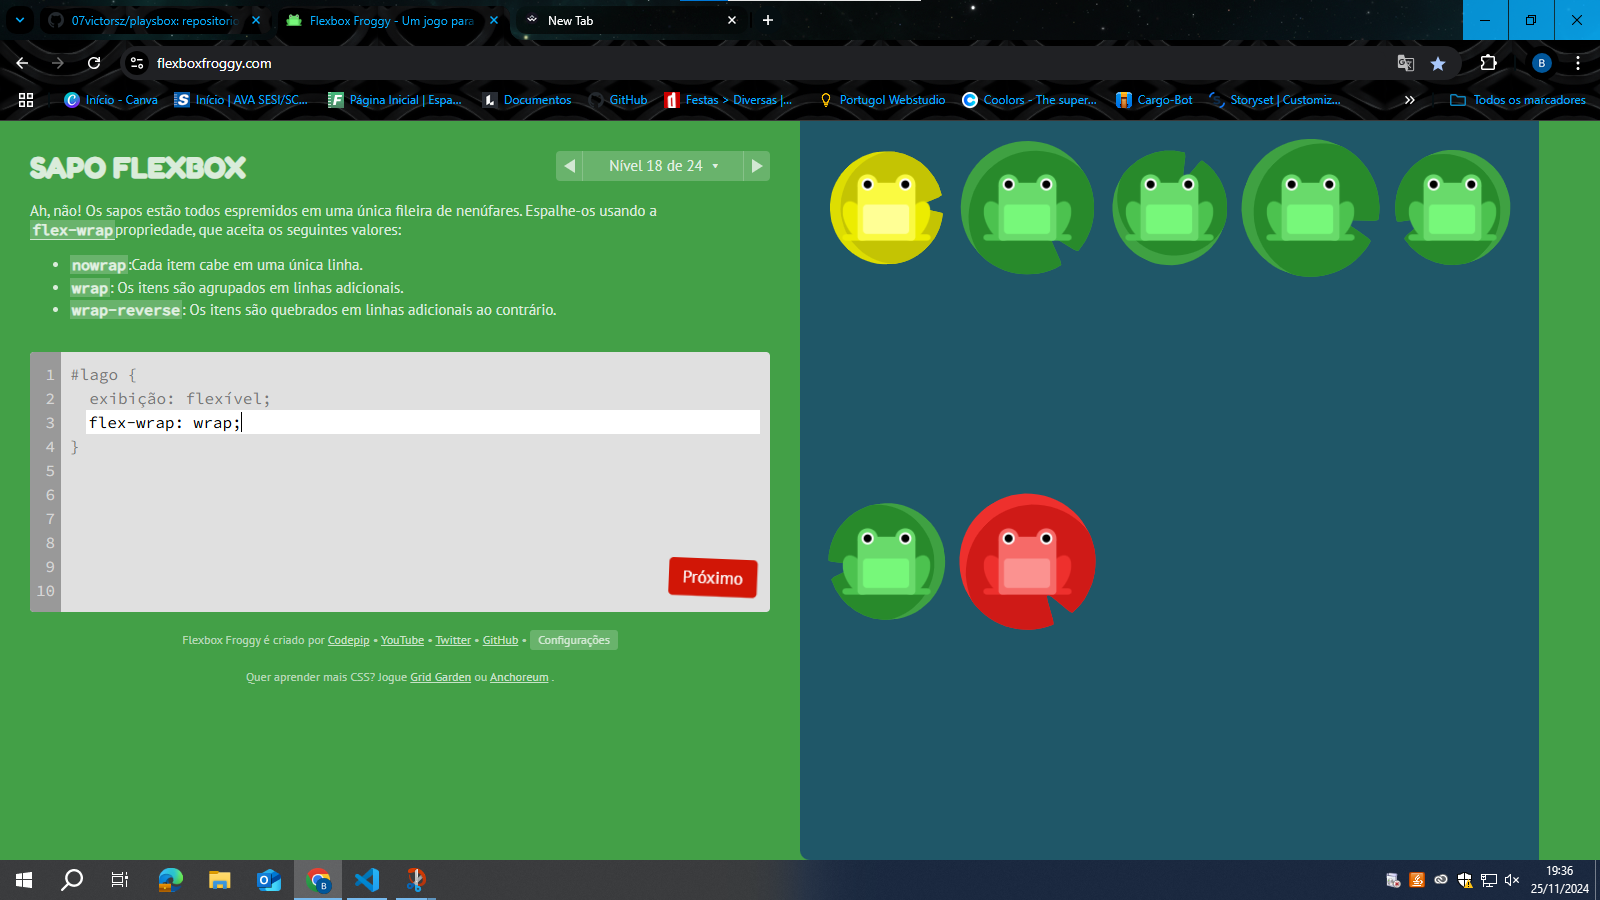 07victorsz/playsbox: repositorio
Flexbox Froggy - Um jogo para
New Tab
flexboxfroggy.com
B
Início - Canva
Início | AVA SESI/SC...
Página Inicial | Espa...
Documentos
GitHub
Festas > Diversas |...
Portugol Webstudio
Coolors - The super...
Cargo-Bot
Storyset | Customiz...
Todos os marcadores
SAPO FLEXBOX
Nível 18 de 24
Ah, não! Os sapos estão todos espremidos em uma única fileira de nenúfares. Espalhe-os usando a
flex-wrap propriedade, que aceita os seguintes valores:
• nowrap:Cada item cabe em uma única linha.
• wrap: Os itens são agrupados em linhas adicionais.
• wrap-reverse: Os itens são quebrados em linhas adicionais ao contrário.
1 #lago {
2 exibição: flexível;
3 flex-wrap: wrap;
4 }
5
6
7
8
9
10
Próximo
Flexbox Froggy é criado por Codepip • YouTube • Twitter • GitHub • Configurações
Quer aprender mais CSS? Jogue Grid Garden ou Anchoreum .
19:36
25/11/2024